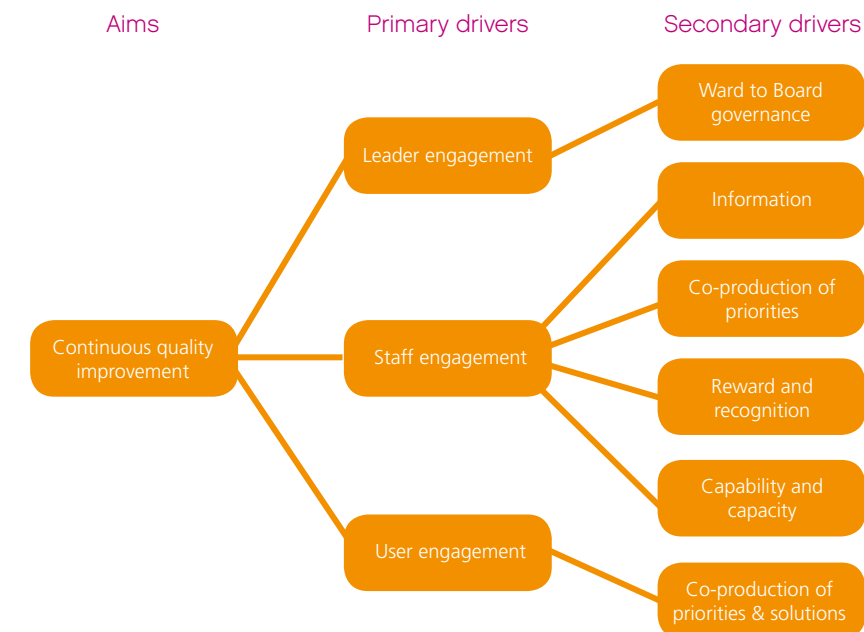 Aims
Primary drivers
Secondary drivers
Ward to Board
governance
Leader engagement
Information
Co-production of
priorities
Continuous quality
improvement
Staff engagement
Reward and
recognition
Capability and
capacity
User engagement
Co-production of
priorities & solutions